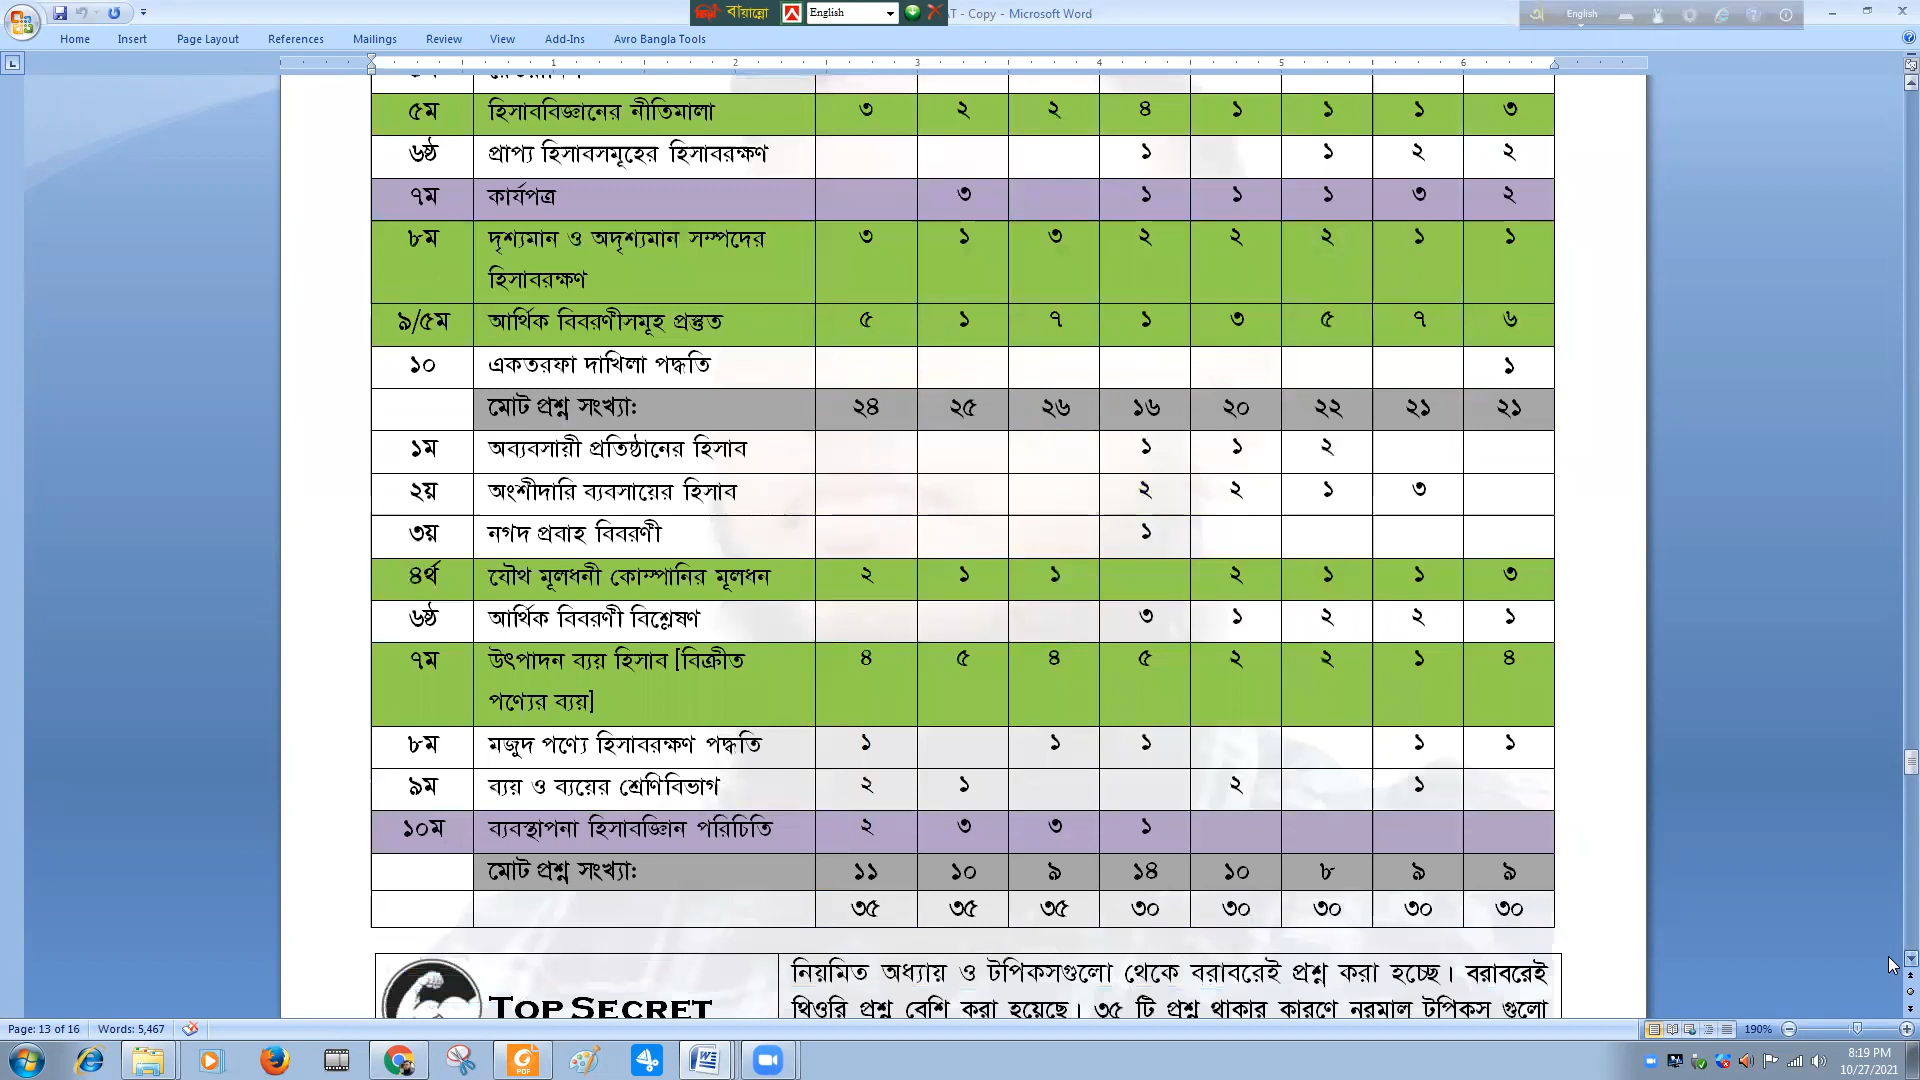 বায়ান্নো English AT - Copy - Microsoft Word English
Home Insert Page Layout References Mailings Review View Add-Ins Avro Bangla Tools
1 2 3 4 5 6
৫ম হিসাববিজ্ঞানের নীতিমালা ৩ ২ ২ ৪ ১ ১ ১ ৩
৬ষ্ঠ প্রাপ্য হিসাবসমূহের হিসাবরক্ষণ ১ ১ ২ ২
৭ম কার্যপত্র ৩ ১ ১ ১ ৩ ২
৮ম দৃশ্যমান ও অদৃশ্যমান সম্পদের ৩ ১ ৩ ২ ২ ২ ১ ১
হিসাবরক্ষণ
৯/৫ম আর্থিক বিবরণীসমূহ প্রস্তুত ৫ ১ ৭ ১ ৩ ৫ ৭ ৬
১০ একতরফা দাখিলা পদ্ধতি ১
মোট প্রশ্ন সংখ্যা: ২৪ ২৫ ২৬ ১৬ ২০ ২২ ২১ ২১
১ম অব্যবসায়ী প্রতিষ্ঠানের হিসাব ১ ১ ২
২য় অংশীদারি ব্যবসায়ের হিসাব ২ ২ ১ ৩
৩য় নগদ প্রবাহ বিবরণী ১
৪র্থ যৌথ মূলধনী কোম্পানির মূলধন ২ ১ ১ ২ ১ ১ ৩
৬ষ্ঠ আর্থিক বিবরণী বিশ্লেষণ ৩ ১ ২ ২ ১
৭ম উৎপাদন ব্যয় হিসাব [বিক্রীত ৪ ৫ ৪ ৫ ২ ২ ১ ৪
পণ্যের ব্যয়]
৮ম মজুদ পণ্যে হিসাবরক্ষণ পদ্ধতি ১ ১ ১ ১ ১
৯ম ব্যয় ও ব্যয়ের শ্রেণিবিভাগ ২ ১ ২ ১
১০ম ব্যবস্থাপনা হিসাবজ্ঞিান পরিচিতি ২ ৩ ৩ ১
মোট প্রশ্ন সংখ্যা: ১১ ১০ ৯ ১৪ ১০ ৮ ৯ ৯
৩৫ ৩৫ ৩৫ ৩০ ৩০ ৩০ ৩০ ৩০
TOP SECRET
নিয়মিত অধ্যায় ও টপিকসগুলো থেকে বরাবরেই প্রশ্ন করা হচ্ছে। বরাবরেই
থিওরি প্রশ্ন বেশি করা হয়েছে। ৩৫ টি প্রশ্ন থাকার কারণে নরমাল টপিকস গুলো
Page: 13 of 16 Words: 5,467 190%
PDF
8:19 PM
10/27/2021